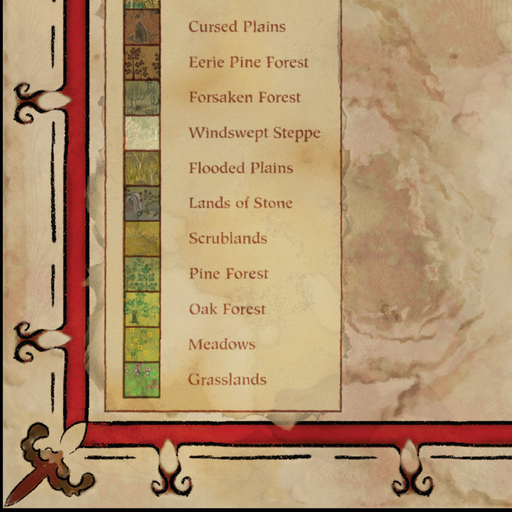 Cursed Plains
Eerie Pine Forest
Forsaken Forest
Windswept Steppe
Flooded Plains
Lands of Stone
Scrublands
Pine Forest
Oak Forest
Meadows
Grasslands